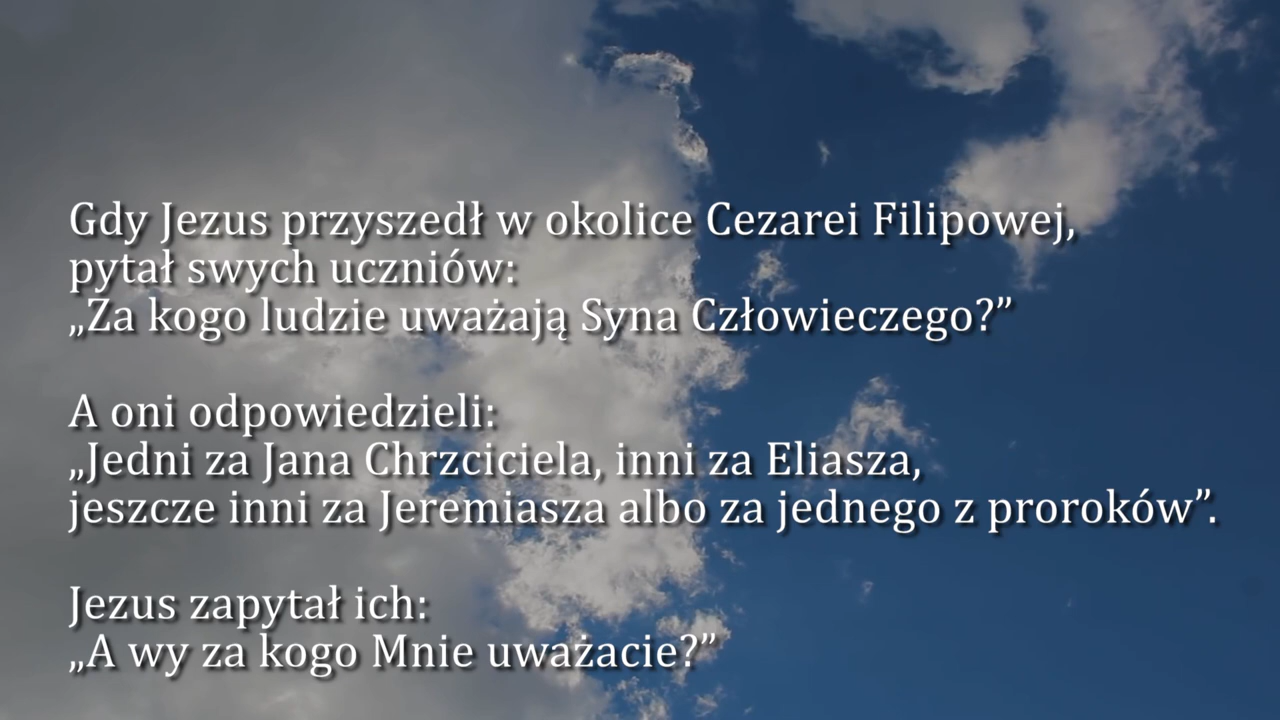 Gdy Jezus przyszedł w okolice Cezarei Filipowej,
pytał swych uczniów:
„Za kogo ludzie uważają Syna Człowieczego?”
A oni odpowiedzieli:
„Jedni za Jana Chrzciciela, inni za Eliasza,
jeszcze inni za Jeremiasza albo za jednego z proroków”.
Jezus zapytał ich:
„A wy za kogo Mnie uważacie?”